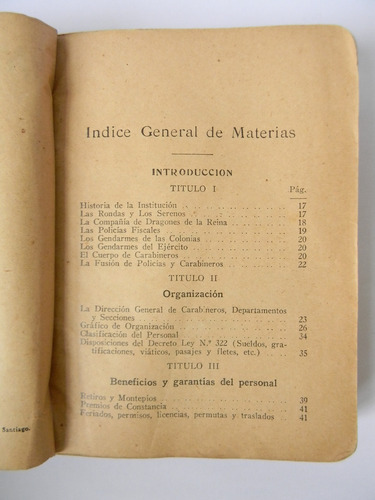 Indice General de Materias
INTRODUCCION
TITULO I Pág.
Historia de la Institución 17
Las Rondas y Los Serenos 17
La Compañía de Dragones de la Reina 18
Las Policías Fiscales 19
Los Gendarmes de las Colonias 20
Los Gendarmes del Ejército 20
El Cuerpo de Carabineros 20
La Fusión de Policías y Carabineros 22
TITULO II
Organización
La Dirección General de Carabineros, Departamentos
y Secciones 23
Gráfico de Organización 26
Clasificación del Personal 34
Disposiciones del Decreto Ley N.º 322 (Sueldos, gra-
tificaciones, viáticos, pasajes y fletes, etc.) 35
TITULO III
Beneficios y garantías del personal
Retiros y Montepíos 39
Premios de Constancia 41
Feriados, permisos, licencias, permutas y traslados 41
Santiago.